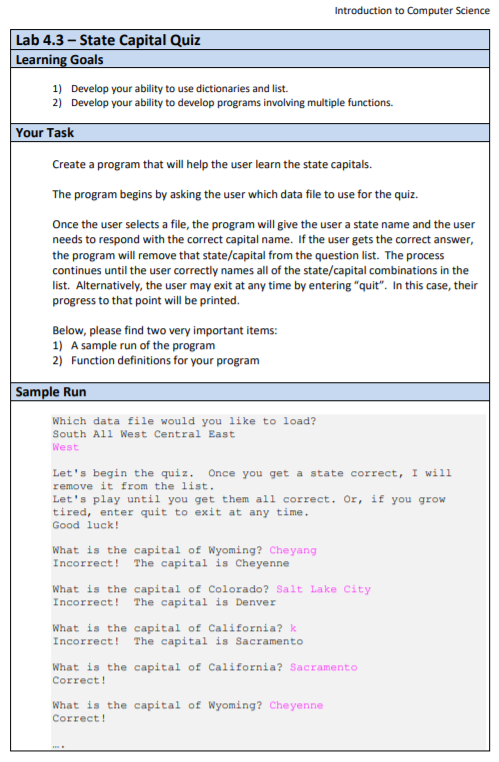 Introduction to Computer Science
Lab 4.3 – State Capital Quiz
Learning Goals
1) Develop your ability to use dictionaries and list.
2) Develop your ability to develop programs involving multiple functions.
Your Task
Create a program that will help the user learn the state capitals.
The program begins by asking the user which data file to use for the quiz.
Once the user selects a file, the program will give the user a state name and the user
needs to respond with the correct capital name. If the user gets the correct answer,
the program will remove that state/capital from the question list. The process
continues until the user correctly names all of the state/capital combinations in the
list. Alternatively, the user may exit at any time by entering “quit”. In this case, their
progress to that point will be printed.
Below, please find two very important items:
1) A sample run of the program
2) Function definitions for your program
Sample Run
Which data file would you like to load?
South All West Central East
West
Let's begin the quiz. Once you get a state correct, I will
remove it from the list.
Let's play until you get them all correct. Or, if you grow
tired, enter quit to exit at any time.
Good luck!
What is the capital of Wyoming? Cheyang
Incorrect! The capital is Cheyenne
What is the capital of Colorado? Salt Lake City
Incorrect! The capital is Denver
What is the capital of California? k
Incorrect! The capital is Sacramento
What is the capital of California? Sacramento
Correct!
What is the capital of Wyoming? Cheyenne
Correct!
….